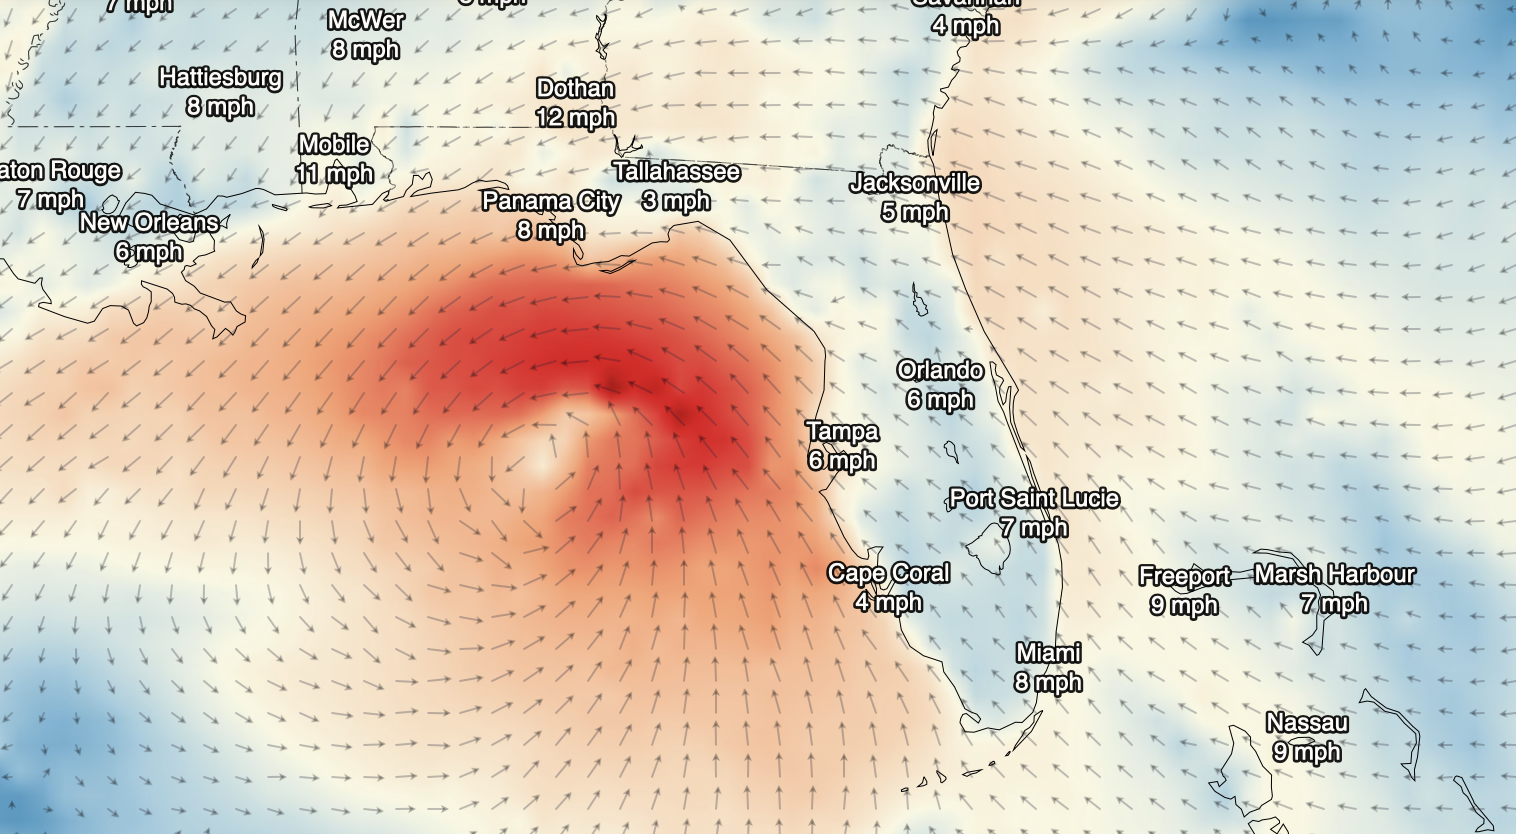 7 mph
McWer
8 mph
Savannah
4 mph
Hattiesburg
8 mph
Dothan
12 mph
Mobile
11 mph
aton Rouge
7 mph
Tallahassee
3 mph
Jacksonville
5 mph
Panama City
8 mph
New Orleans
6 mph
Orlando
6 mph
Tampa
6 mph
Port Saint Lucie
7 mph
Cape Coral
4 mph
Freeport
9 mph
Marsh Harbour
7 mph
Miami
8 mph
Nassau
9 mph